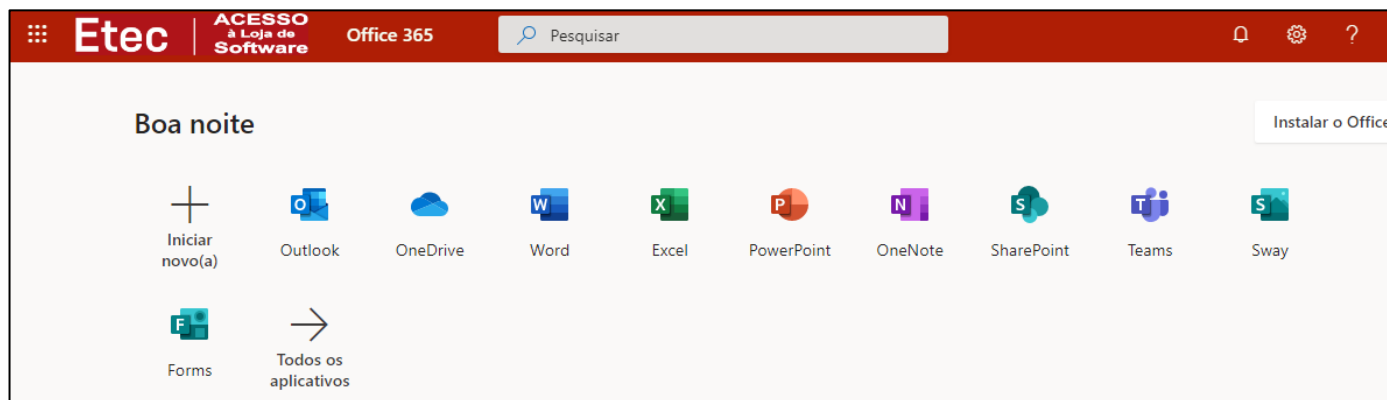 Etec
ACESSO
à Loja de
Software
Office 365
Pesquisar
?
Boa noite
Instalar o Office
Iniciar
novo(a)
Outlook
OneDrive
Word
Excel
PowerPoint
OneNote
SharePoint
Teams
Sway
Forms
Todos os
aplicativos